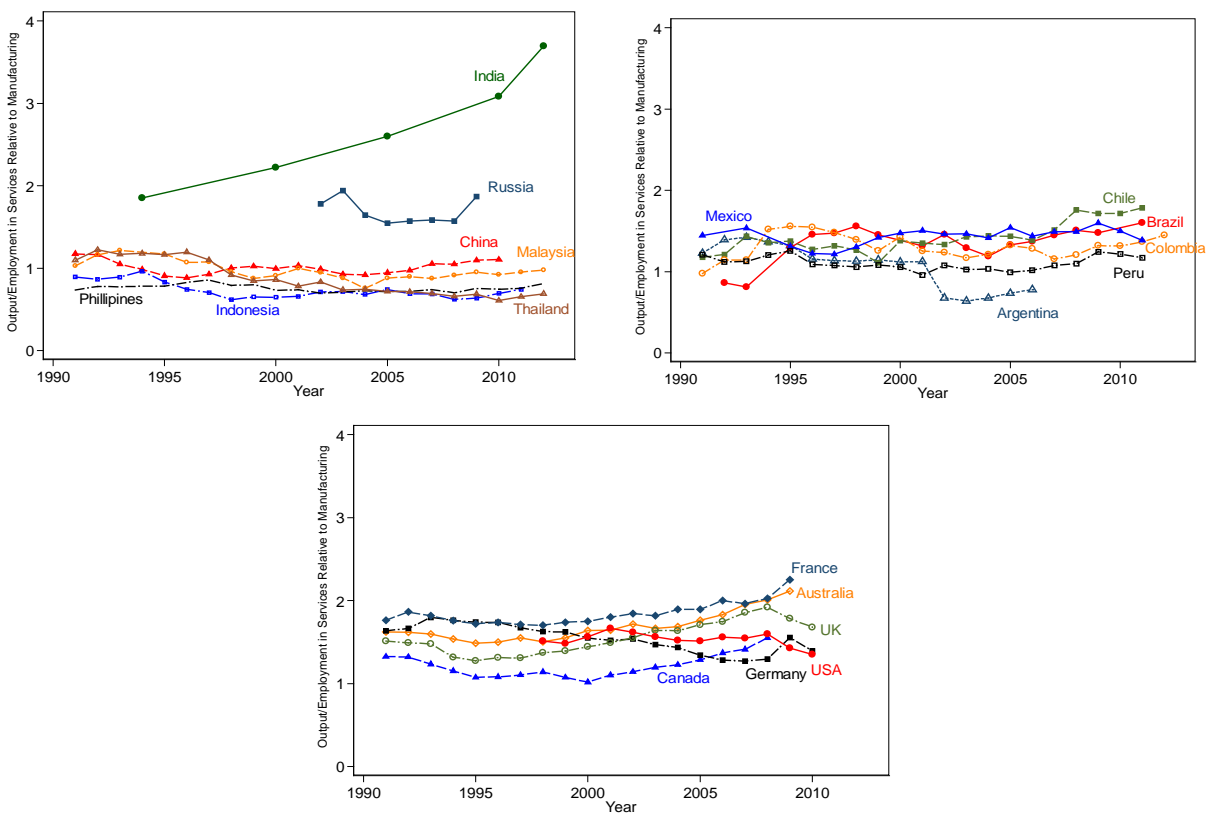 Output/Employment in Services Relative to Manufacturing
4
3
2
1
0
India
Russia
China
Malaysia
Phillipines
Indonesia
Thailand
1990
1995
2000
2005
2010
Year
Output/Employment in Services Relative to Manufacturing
4
3
2
1
0
Chile
Mexico
Brazil
Colombia
Peru
Argentina
1990
1995
2000
2005
2010
Year
Output/Employment in Services Relative to Manufacturing
4
3
2
1
0
France
Australia
UK
Germany
USA
Canada
1990
1995
2000
2005
2010
Year